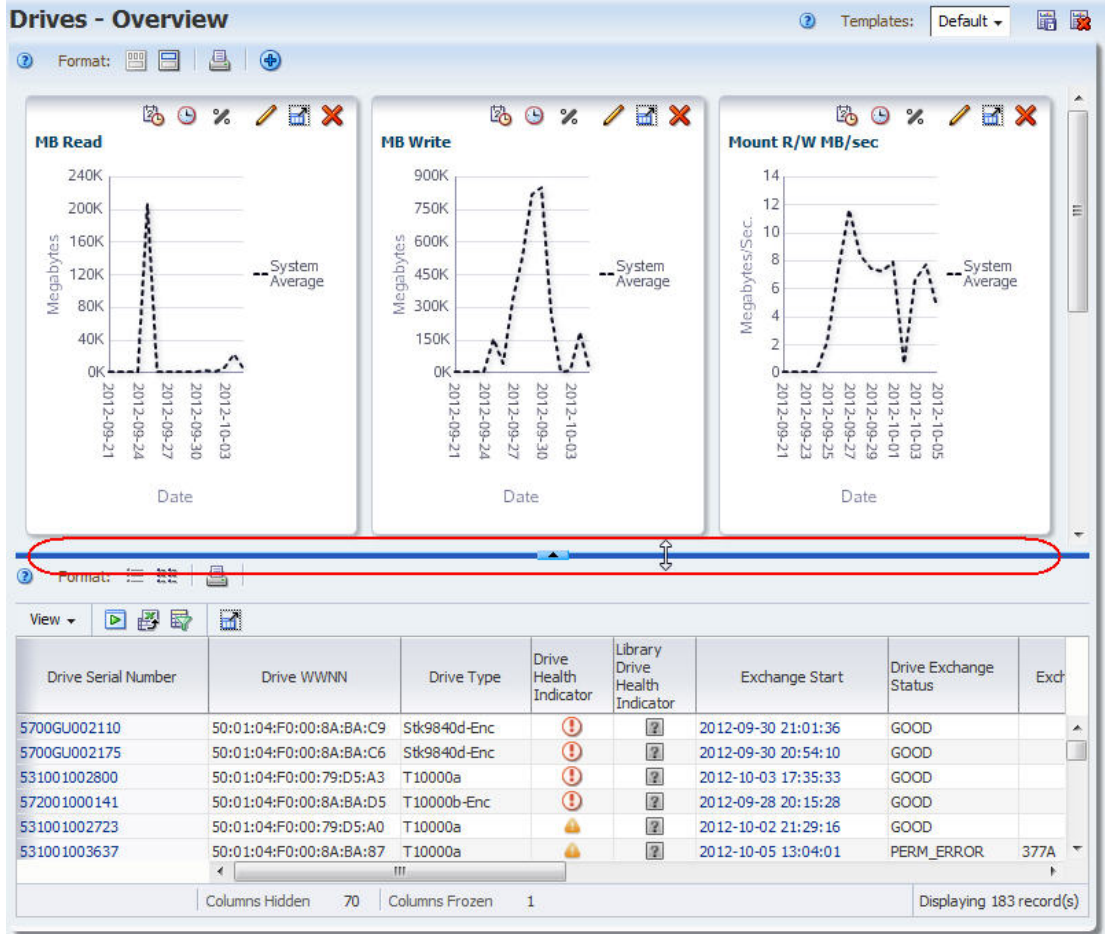 Drives - Overview
Templates: Default
Format:
MB Read
240K
200K
160K
120K
80K
40K
0K
Megabytes
System
Average
2012-09-21
2012-09-24
2012-09-27
2012-09-30
2012-10-03
Date
MB Write
900K
750K
600K
450K
300K
150K
0K
Megabytes
System
Average
2012-09-21
2012-09-24
2012-09-27
2012-09-30
2012-10-03
Date
Mount R/W MB/sec
14
12
10
8
6
4
2
0
Megabytes/Sec.
System
Average
2012-09-21
2012-09-23
2012-09-25
2012-09-27
2012-09-29
2012-10-01
2012-10-03
2012-10-05
Date
Format:
View
Drive Serial Number
Drive WWNN
Drive Type
Drive
Health
Indicator
Library
Drive
Health
Indicator
Exchange Start
Drive Exchange
Status
Exch
5700GU002110 50:01:04:F0:00:8A:BA:C9 Stk9840d-Enc 2012-09-30 21:01:36 GOOD
5700GU002175 50:01:04:F0:00:8A:BA:C6 Stk9840d-Enc 2012-09-30 20:54:10 GOOD
531001002800 50:01:04:F0:00:79:D5:A3 T10000a 2012-10-03 17:35:33 GOOD
572001000141 50:01:04:F0:00:8A:BA:D5 T10000b-Enc 2012-09-28 20:15:28 GOOD
531001002723 50:01:04:F0:00:79:D5:A0 T10000a 2012-10-02 21:29:16 GOOD
531001003637 50:01:04:F0:00:8A:BA:87 T10000a 2012-10-05 13:04:01 PERM_ERROR 377A
Columns Hidden 70 Columns Frozen 1 Displaying 183 record(s)